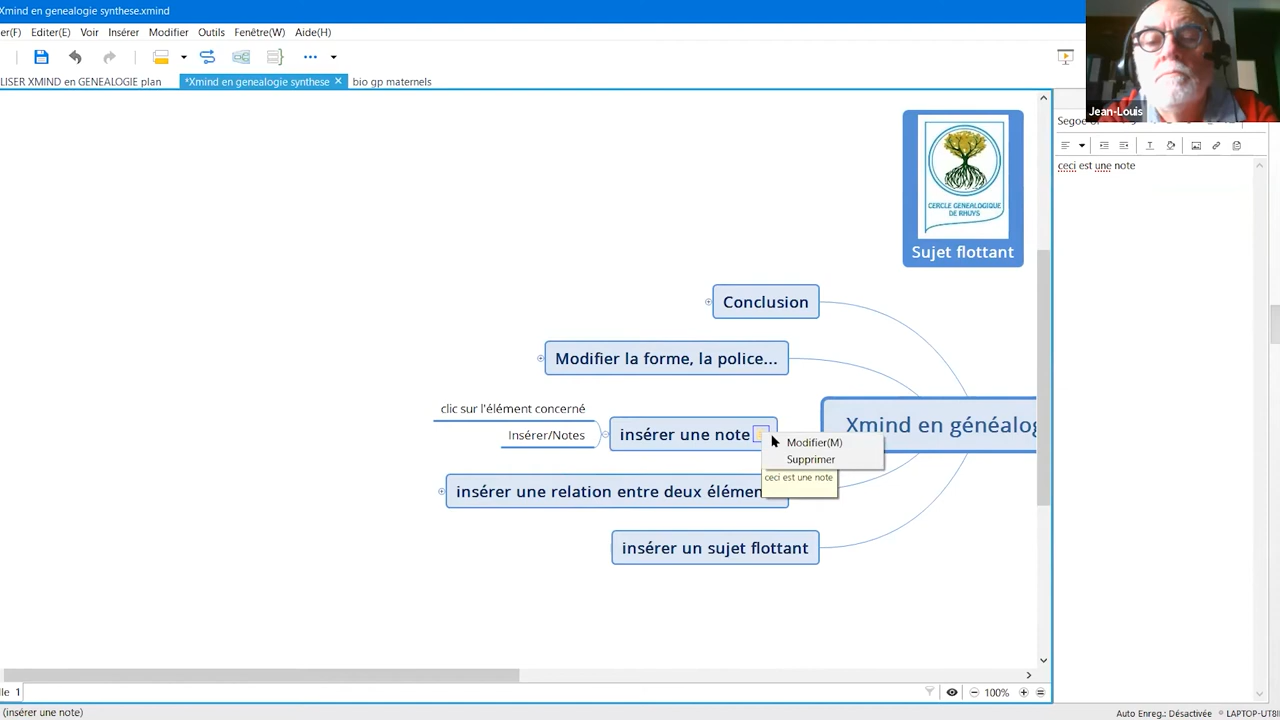 Xmind en genealogie synthese.xmind
er(F) Editer(E) Voir Insérer Modifier Outils Fenêtre(W) Aide(H)
LISER XMIND en GENEALOGIE plan
*Xmind en genealogie synthese
bio gp maternels
Jean-Louis
ceci est une note
CERCLE GENEALOGIQUE
DE RHUYS
Sujet flottant
Conclusion
Modifier la forme, la police...
clic sur l'élément concerné
Insérer/Notes
insérer une note
Xmind en généalog
Modifier(M)
Supprimer
ceci est une note
insérer une relation entre deux élémen
insérer un sujet flottant
lle 1
100%
(insérer une note)
Auto Enreg.: Désactivée
LAPTOP-UT8I